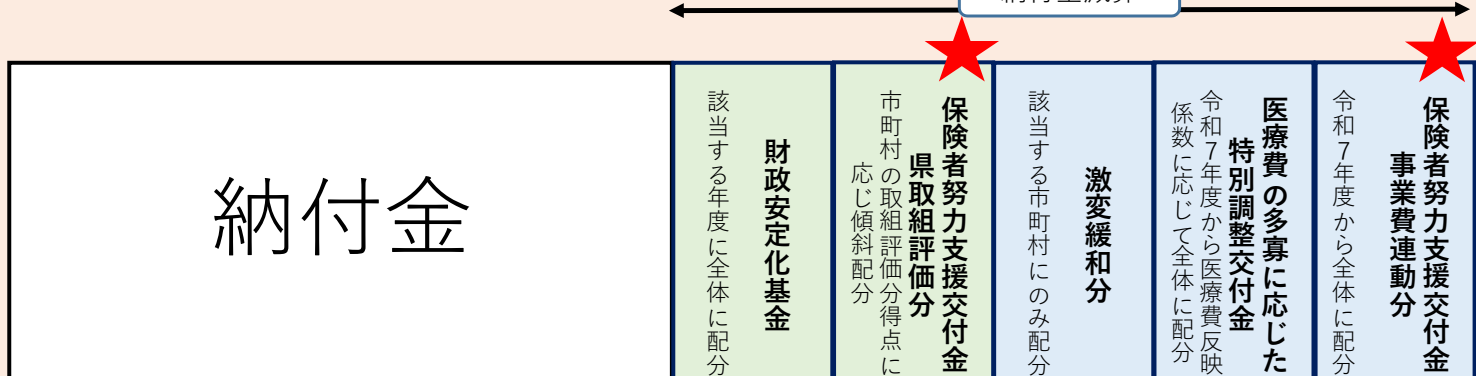 納付金減算
納付金
財政安定化基金
該当する年度に全体に配分
保険者努力支援交付金
県取組評価分
市町村の取組評価分得点に
応じ傾斜配分
激変緩和分
該当する市町村にのみ配分
医療費の多寡に応じた
特別調整交付金
令和7年度から医療費反映
係数に応じて全体に配分
保険者努力支援交付金
事業費連動分
令和7年度から全体に配分